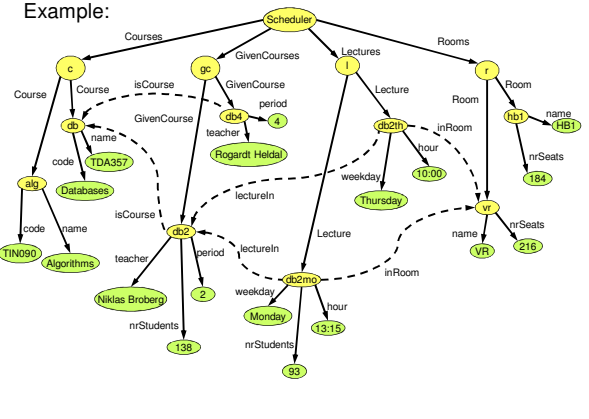 Example:
Scheduler
Courses
GivenCourses
Lectures
Rooms
c
gc
l
r
Course
Course
isCourse
GivenCourse
GivenCourse
Lecture
Room
Room
db
name
code
TDA357
Databases
db4
period
4
teacher
Rogardt Heldal
db2th
inRoom
hour
10:00
weekday
Thursday
hb1
name
HB1
nrSeats
184
alg
code
name
TIN090
Algorithms
isCourse
lectureIn
db2
lectureIn
period
teacher
Niklas Broberg
2
nrStudents
138
Lecture
db2mo
inRoom
weekday
hour
Monday
13:15
nrStudents
93
vr
name
nrSeats
VR
216